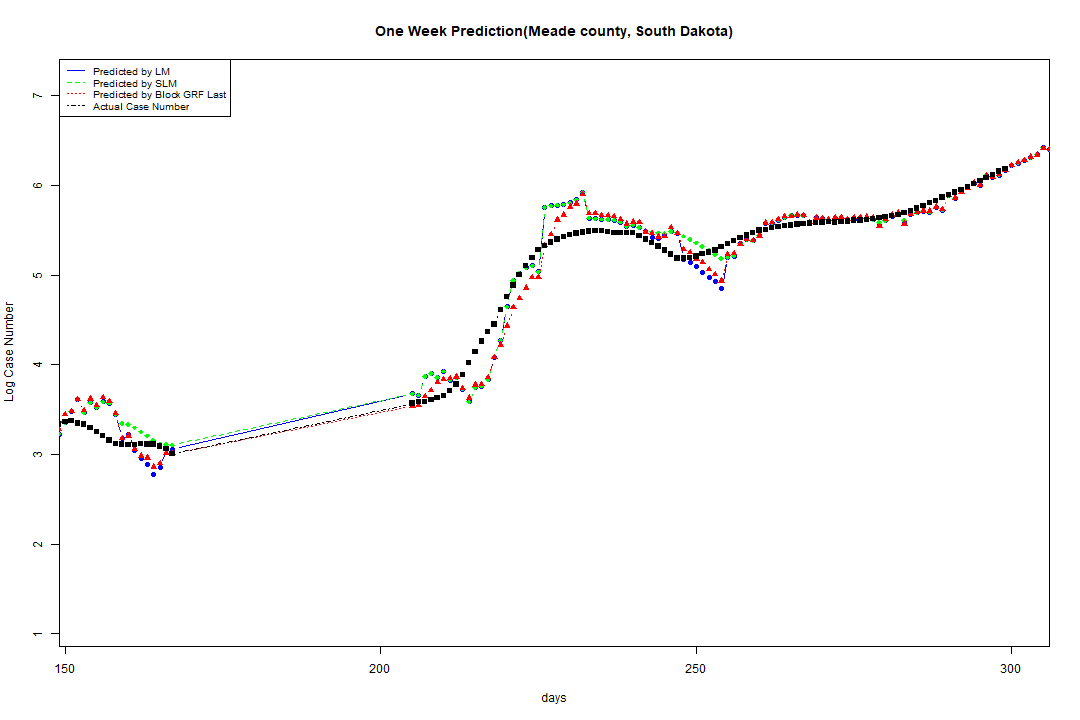 One Week Prediction(Meade county, South Dakota)
Predicted by LM
Predicted by SLM
Predicted by Block GRF Last
Actual Case Number
7
6
5
4
3
2
1
Log Case Number
150
200
250
300
days